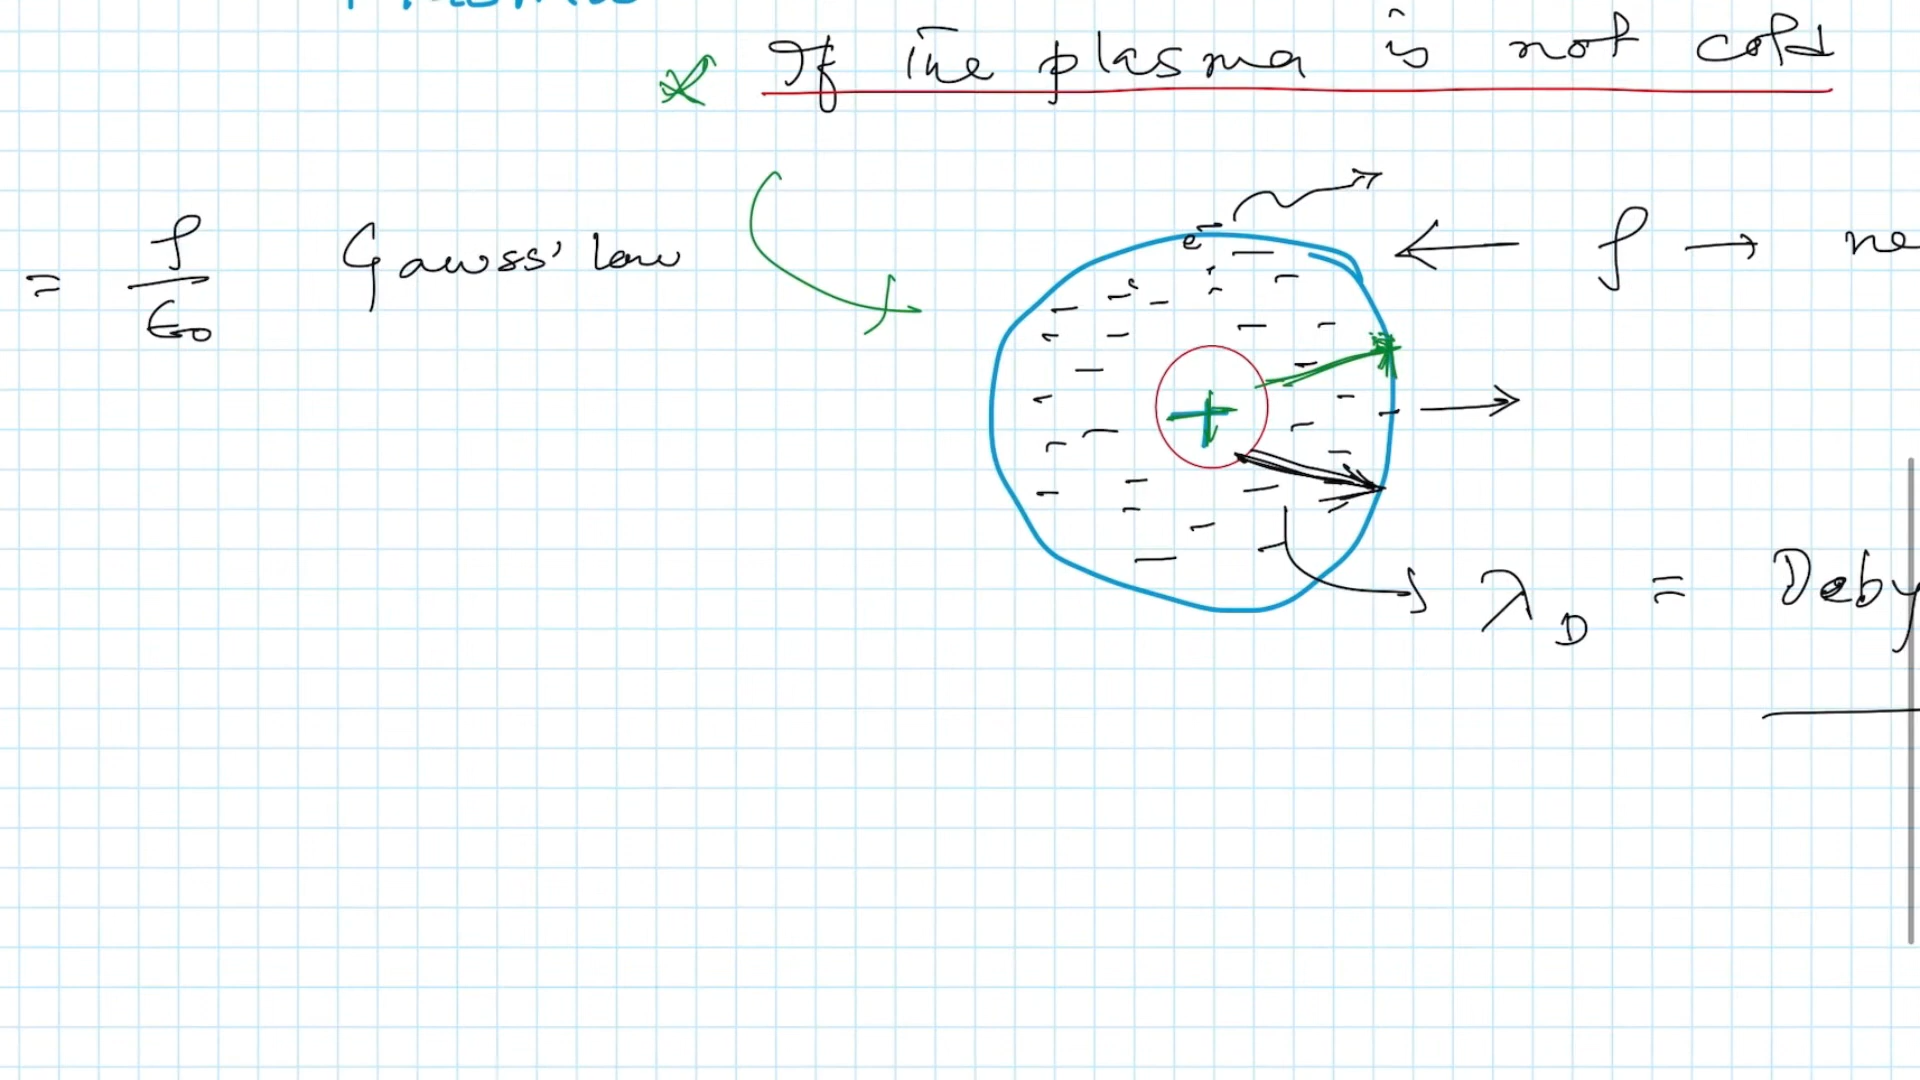 If the plasma is not cold
= ρ/ε₀ Gauss' law
e⁻ ← ρ → ne
+
λ_D = Deby